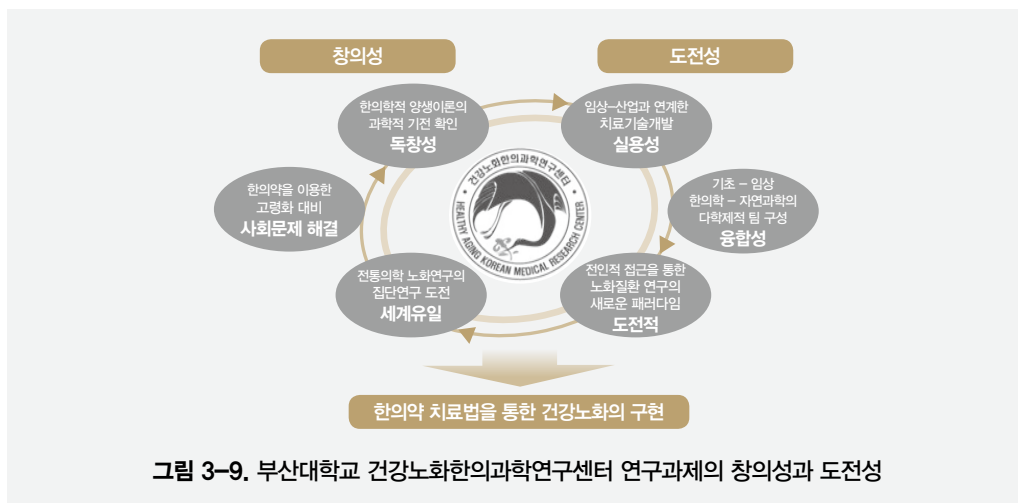 창의성
도전성
한의학적 양생이론의
과학적 기전 확인
독창성
임상-산업과 연계한
치료기술개발
실용성
한의약을 이용한
고령화 대비
사회문제 해결
건강노화한의과학연구센터
HEALTHY AGING KOREAN MEDICAL RESEARCH CENTER
기초 - 임상
한의학 - 자연과학의
다학제적 팀 구성
융합성
전통의학 노화연구의
집단연구 도전
세계유일
전인적 접근을 통한
노화질환 연구의
새로운 패러다임
도전적
한의약 치료법을 통한 건강노화의 구현
그림 3-9. 부산대학교 건강노화한의과학연구센터 연구과제의 창의성과 도전성